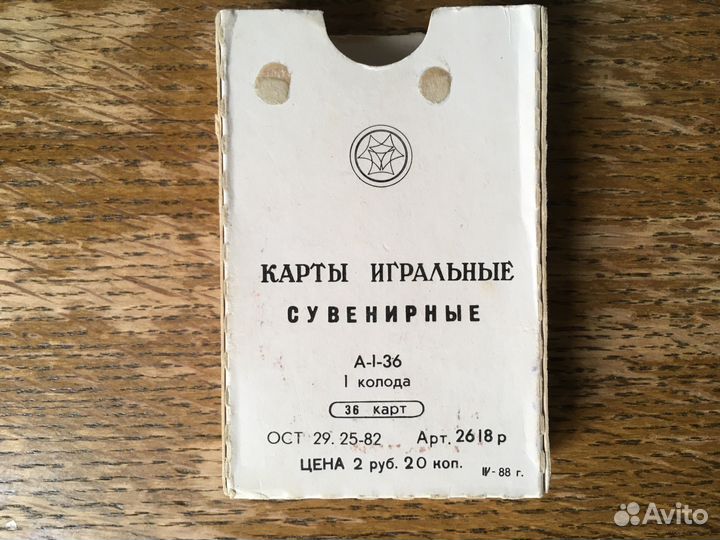 КАРТЫ ИГРАЛЬНЫЕ
СУВЕНИРНЫЕ
А-I-36
I колода
36 карт
ОСТ 29.25-82 Арт. 2618 р
ЦЕНА 2 руб. 20 коп. IV-88 г.
Avito